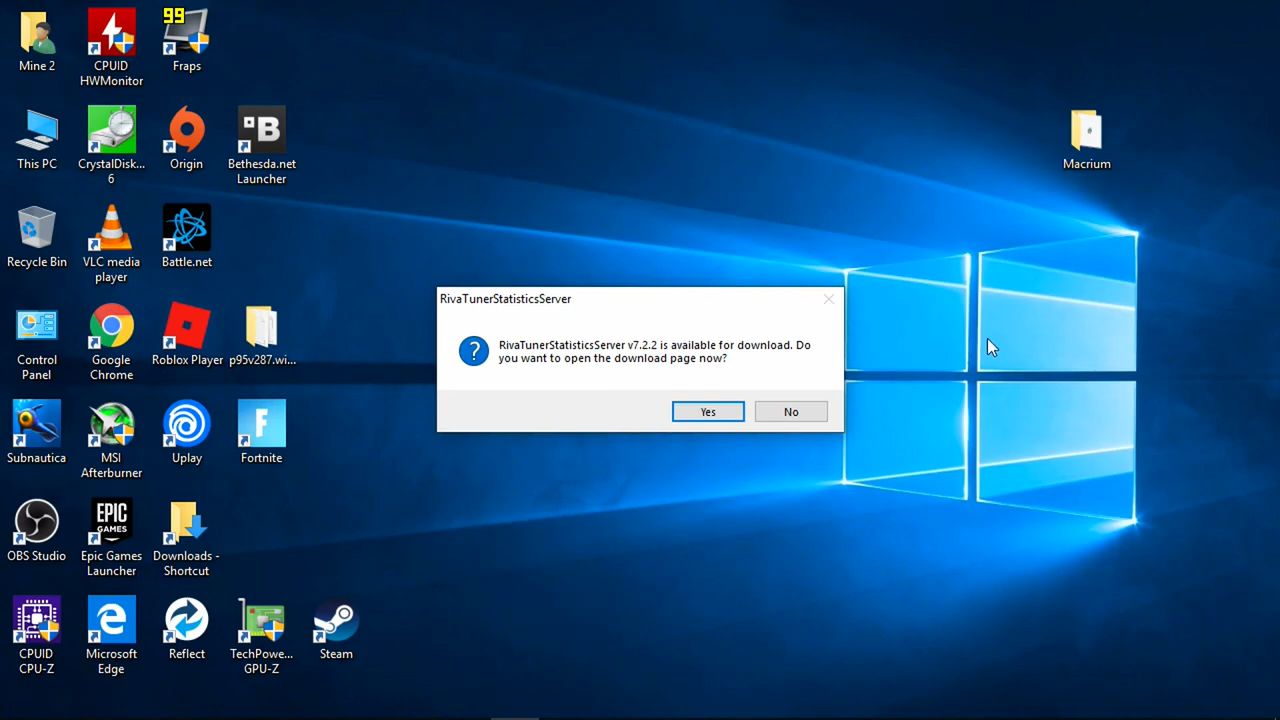 99
Mine 2
CPUID
HWMonitor
Fraps
This PC
CrystalDisk...
6
Origin
B
Bethesda.net
Launcher
Macrium
Recycle Bin
VLC media
player
Battle.net
Control
Panel
Google
Chrome
Roblox Player
p95v287.wi...
RivaTunerStatisticsServer
RivaTunerStatisticsServer v7.2.2 is available for download. Do
you want to open the download page now?
Yes
No
Subnautica
MSI
Afterburner
Uplay
F
Fortnite
OBS Studio
EPIC
GAMES
Epic Games
Launcher
Downloads -
Shortcut
CPUID
CPU-Z
Microsoft
Edge
Reflect
TechPowe...
GPU-Z
Steam